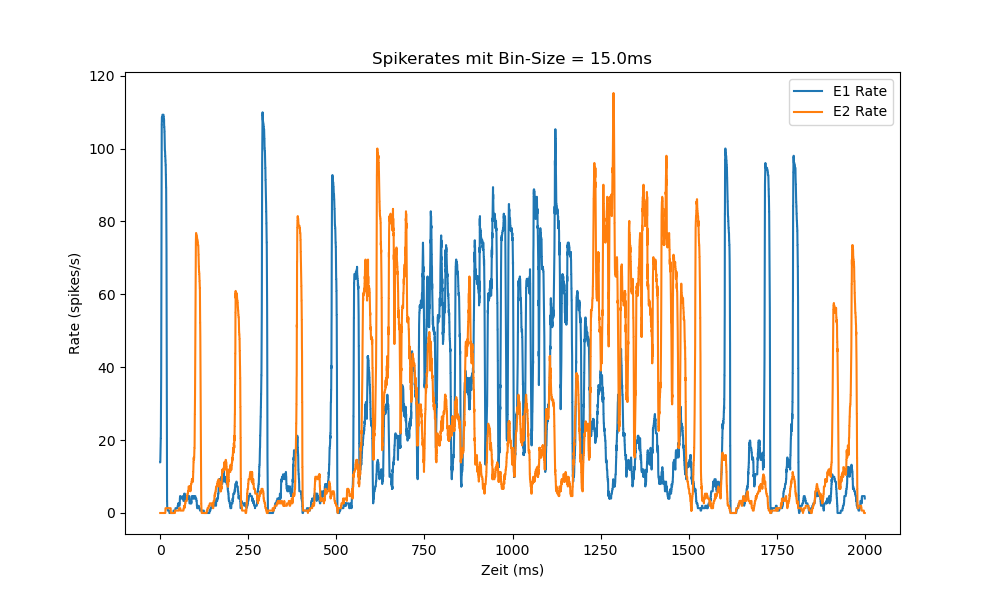 Spikerates mit Bin-Size = 15.0ms
E1 Rate
E2 Rate
Rate (spikes/s)
120
100
80
60
40
20
0
0 250 500 750 1000 1250 1500 1750 2000
Zeit (ms)